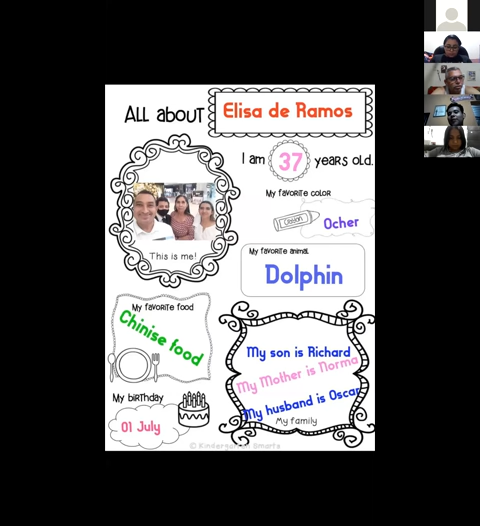 All about Elisa de Ramos
I am 37 years old.
My favorite color
Ocher
This is me!
My favorite animal
Dolphin
My favorite food
Chinise food
My son is Richard
My Mother is Norma
My husband is Oscar
My family
My birthday
01 July
© Kindergarten Smarts